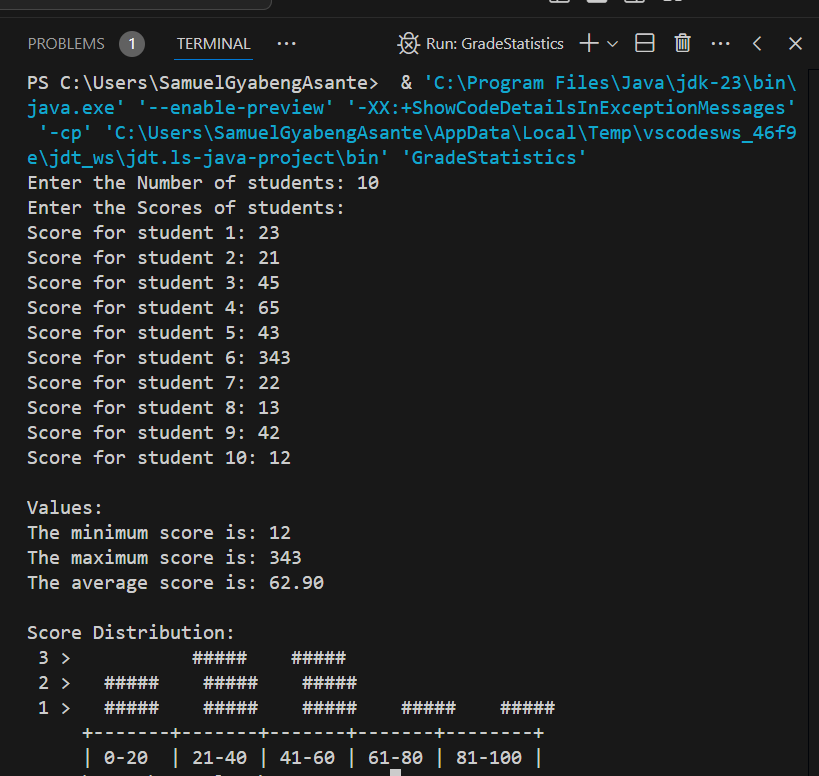 PROBLEMS 1 TERMINAL ··· Run: GradeStatistics
PS C:\Users\SamuelGyabengAsante>  & 'C:\Program Files\Java\jdk-23\bin\
java.exe' '--enable-preview' '-XX:+ShowCodeDetailsInExceptionMessages'
 '-cp' 'C:\Users\SamuelGyabengAsante\AppData\Local\Temp\vscodesws_46f9
e\jdt_ws\jdt.ls-java-project\bin' 'GradeStatistics'
Enter the Number of students: 10
Enter the Scores of students:
Score for student 1: 23
Score for student 2: 21
Score for student 3: 45
Score for student 4: 65
Score for student 5: 43
Score for student 6: 343
Score for student 7: 22
Score for student 8: 13
Score for student 9: 42
Score for student 10: 12
Values:
The minimum score is: 12
The maximum score is: 343
The average score is: 62.90
Score Distribution:
 3 >           #####    #####
 2 >   #####    #####    #####
 1 >   #####    #####    #####    #####    #####
     +-------+-------+-------+-------+--------+
     | 0-20  | 21-40 | 41-60 | 61-80 | 81-100 |